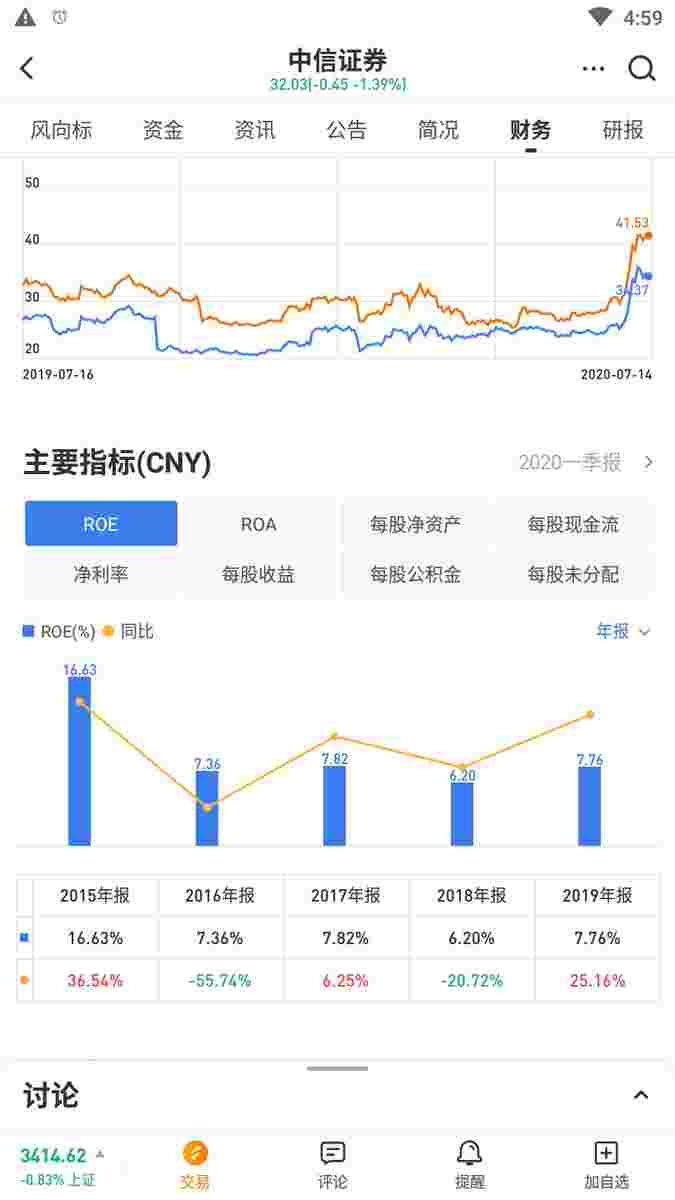 4:59
中信证券
32.03(-0.45 -1.39%)
风向标 资金 资讯 公告 简况 财务 研报
50
40
30
20
41.53
34.37
2019-07-16 2020-07-14
主要指标(CNY) 2020一季报
ROE ROA 每股净资产 每股现金流
净利率 每股收益 每股公积金 每股未分配
ROE(%) 同比 年报
16.63
7.36
7.82
6.20
7.76
2015年报 2016年报 2017年报 2018年报 2019年报
16.63% 7.36% 7.82% 6.20% 7.76%
36.54% -55.74% 6.25% -20.72% 25.16%
讨论
3414.62
-0.83% 上证
交易 评论 提醒 加自选